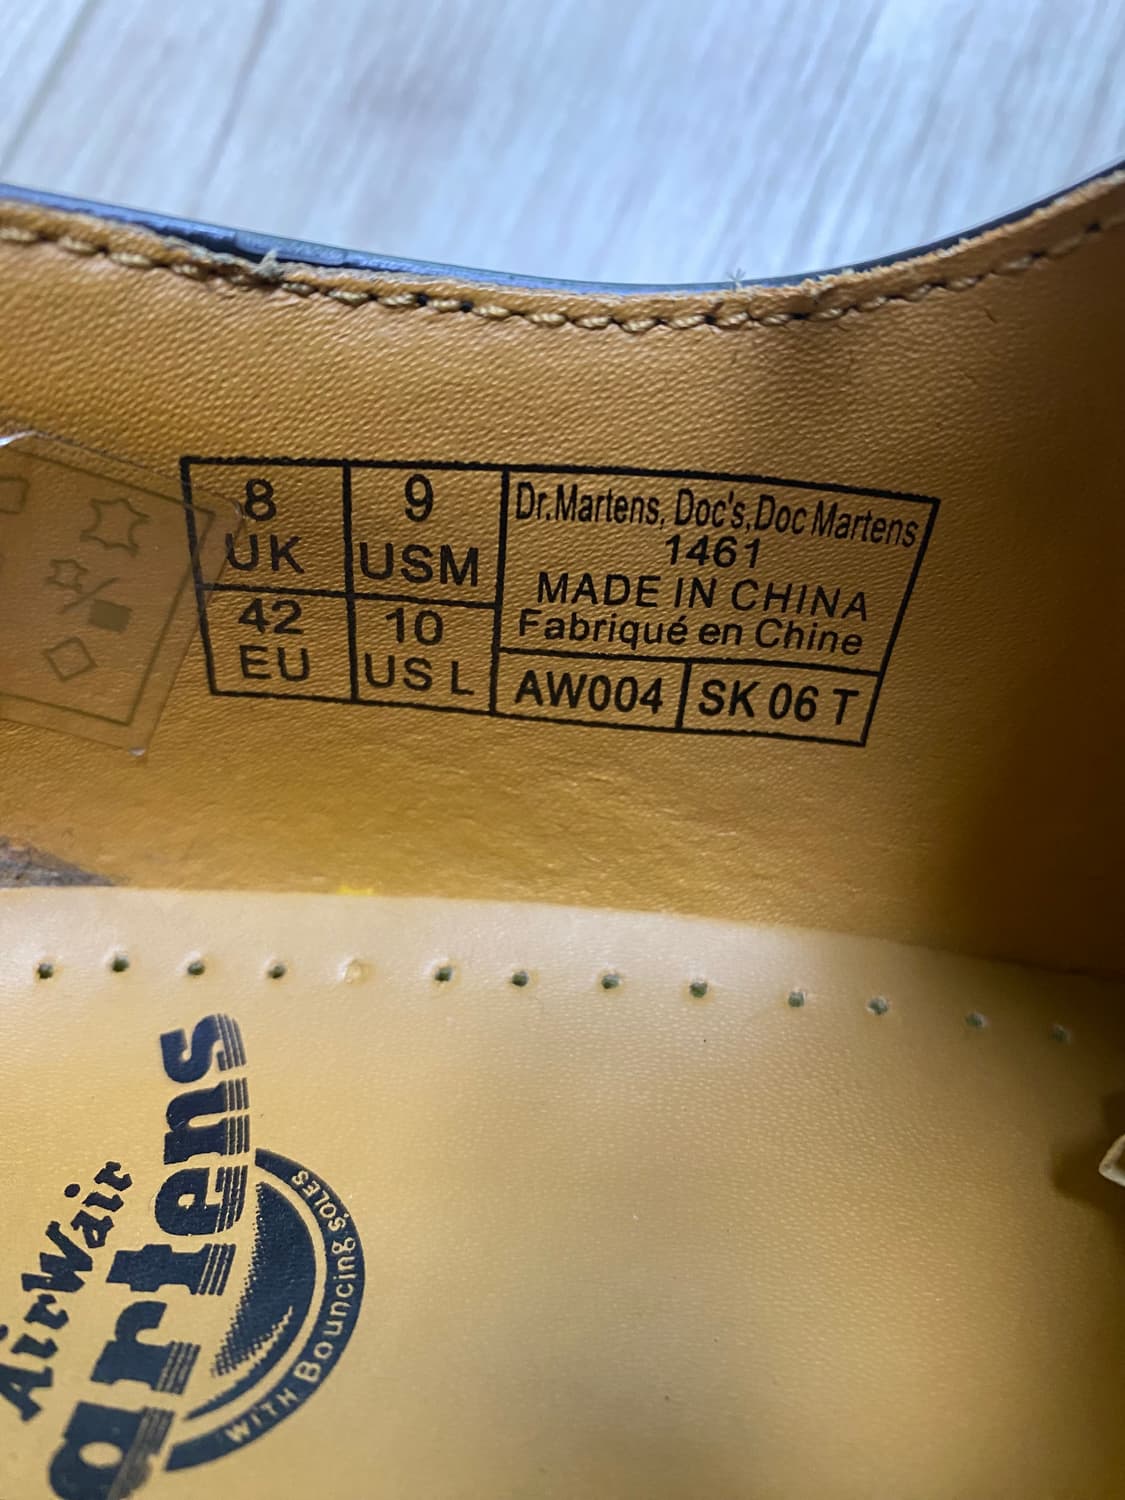 8
UK
9
USM
42
EU
10
US L
Dr.Martens, Doc's,Doc Martens
1461
MADE IN CHINA
Fabriqué en Chine
AW004
SK 06 T
AirWair
artens
WITH Bouncing SOLES